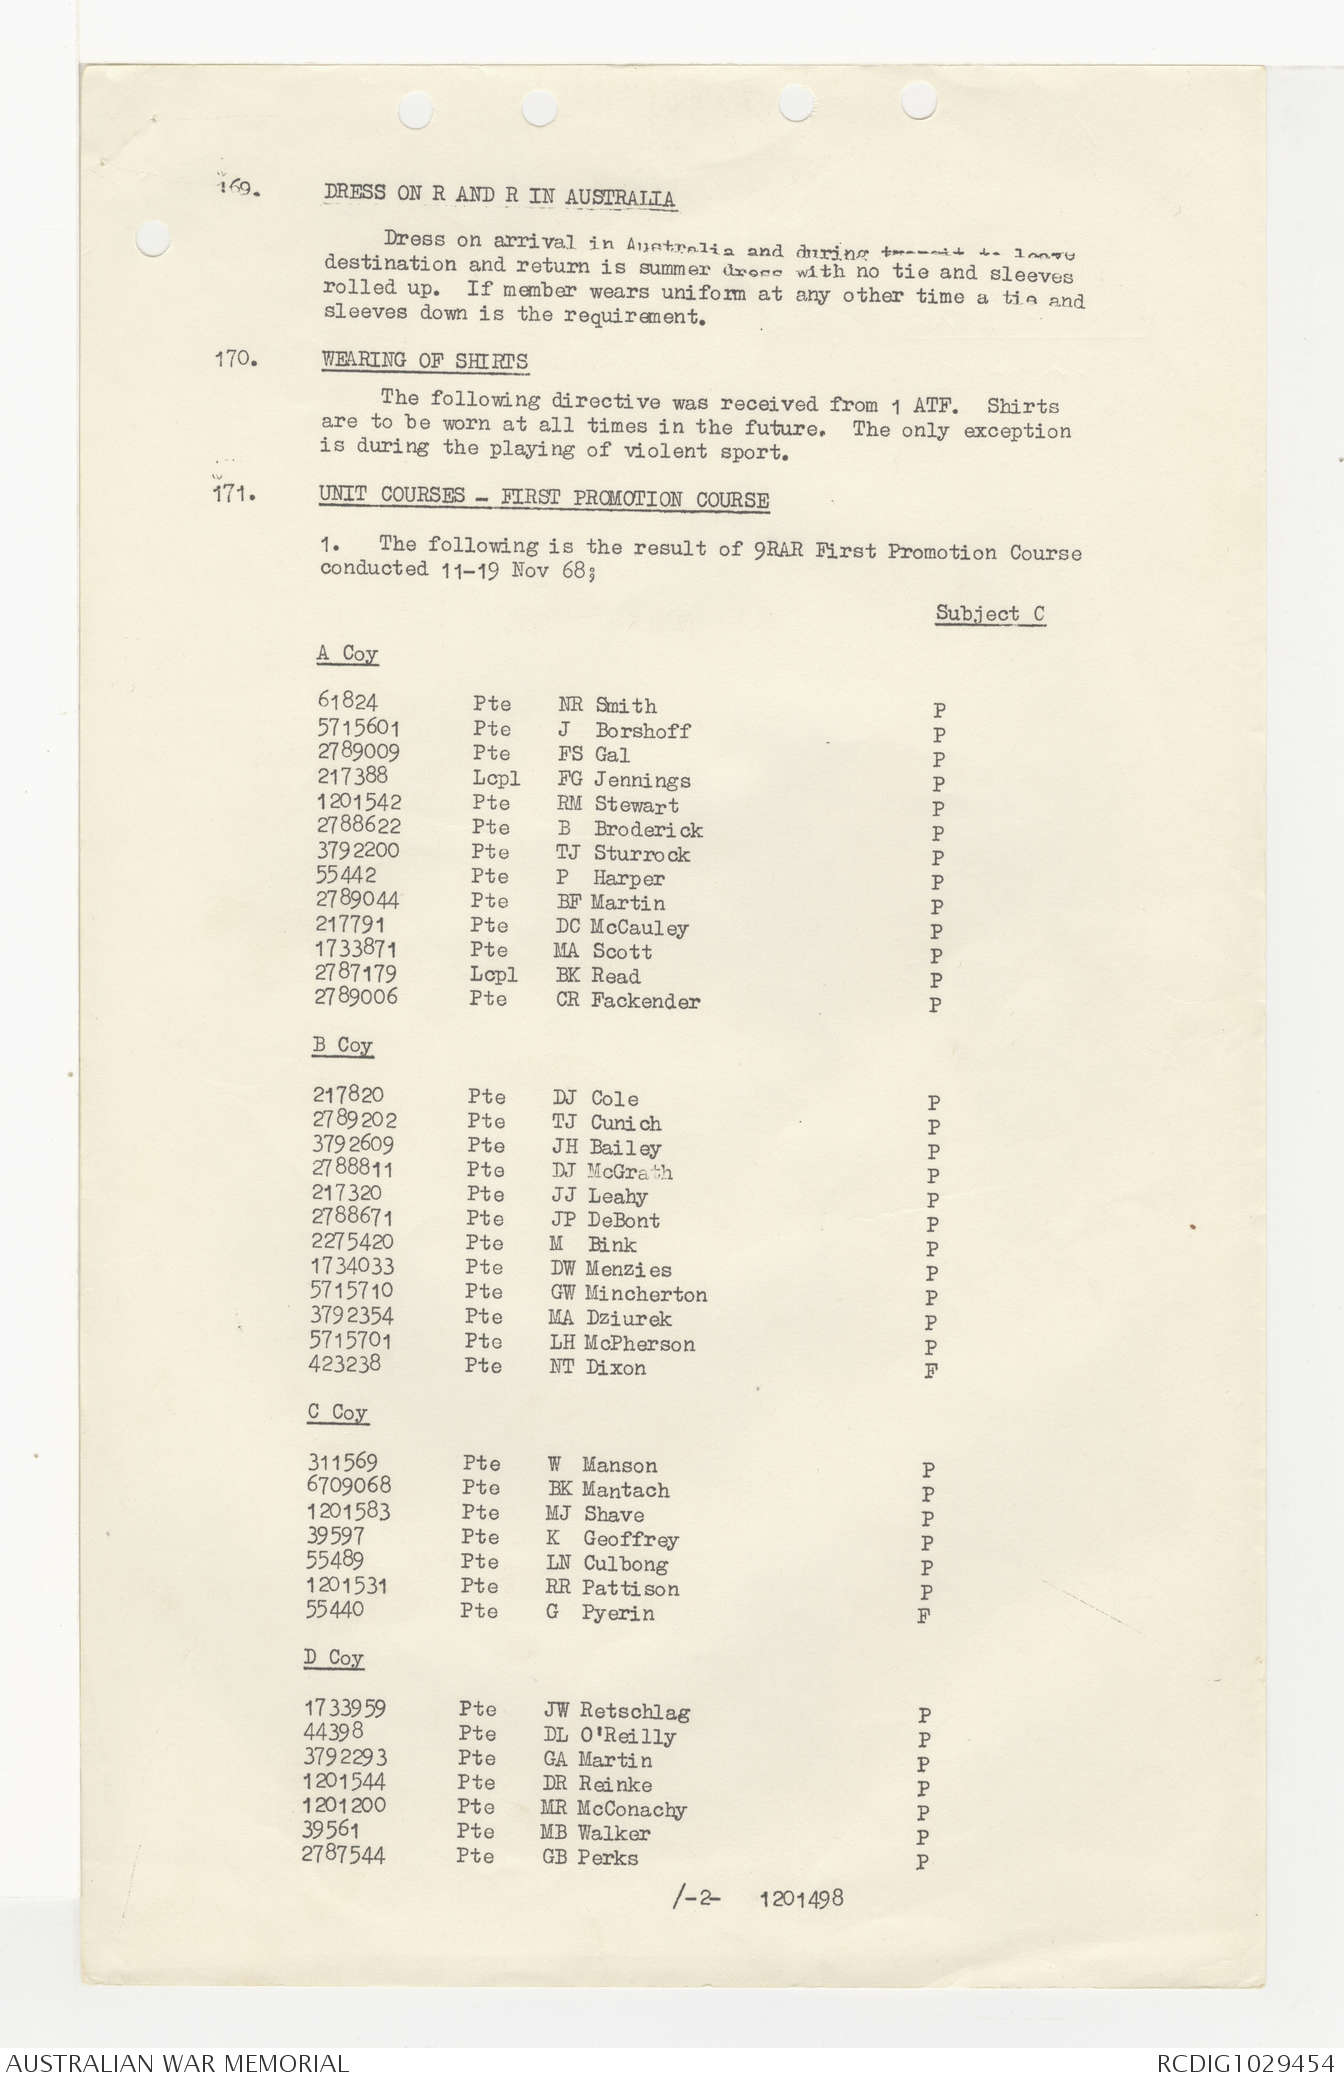 169. DRESS ON R AND R IN AUSTRALIA
Dress on arrival in Australia and during transit to leave
destination and return is summer dress with no tie and sleeves
rolled up. If member wears uniform at any other time a tie and
sleeves down is the requirement.
170. WEARING OF SHIRTS
The following directive was received from 1 ATF. Shirts
are to be worn at all times in the future. The only exception
is during the playing of violent sport.
171. UNIT COURSES - FIRST PROMOTION COURSE
1. The following is the result of 9RAR First Promotion Course
conducted 11-19 Nov 68;
Subject C
A Coy
61824 Pte NR Smith P
5715601 Pte J Borshoff P
2789009 Pte FS Gal P
217388 Lcpl FG Jennings P
1201542 Pte RM Stewart P
2788622 Pte B Broderick P
3792200 Pte TJ Sturrock P
55442 Pte P Harper P
2789044 Pte BF Martin P
217791 Pte DC McCauley P
1733871 Pte MA Scott P
2787179 Lcpl BK Read P
2789006 Pte CR Fackender P
B Coy
217820 Pte DJ Cole P
2789202 Pte TJ Cunich P
3792609 Pte JH Bailey P
2788811 Pte DJ McGrath P
217320 Pte JJ Leahy P
2788671 Pte JP DeBont P
2275420 Pte M Bink P
1734033 Pte DW Menzies P
5715710 Pte GW Mincherton P
3792354 Pte MA Dziurek P
5715701 Pte LH McPherson P
423238 Pte NT Dixon F
C Coy
311569 Pte W Manson P
6709068 Pte BK Mantach P
1201583 Pte MJ Shave P
39597 Pte K Geoffrey P
55489 Pte LN Culbong P
1201531 Pte RR Pattison P
55440 Pte G Pyerin F
D Coy
1733959 Pte JW Retschlag P
44398 Pte DL O'Reilly P
3792293 Pte GA Martin P
1201544 Pte DR Reinke P
1201200 Pte MR McConachy P
39561 Pte MB Walker P
2787544 Pte GB Perks P
/-2- 1201498
AUSTRALIAN WAR MEMORIAL RCDIG1029454